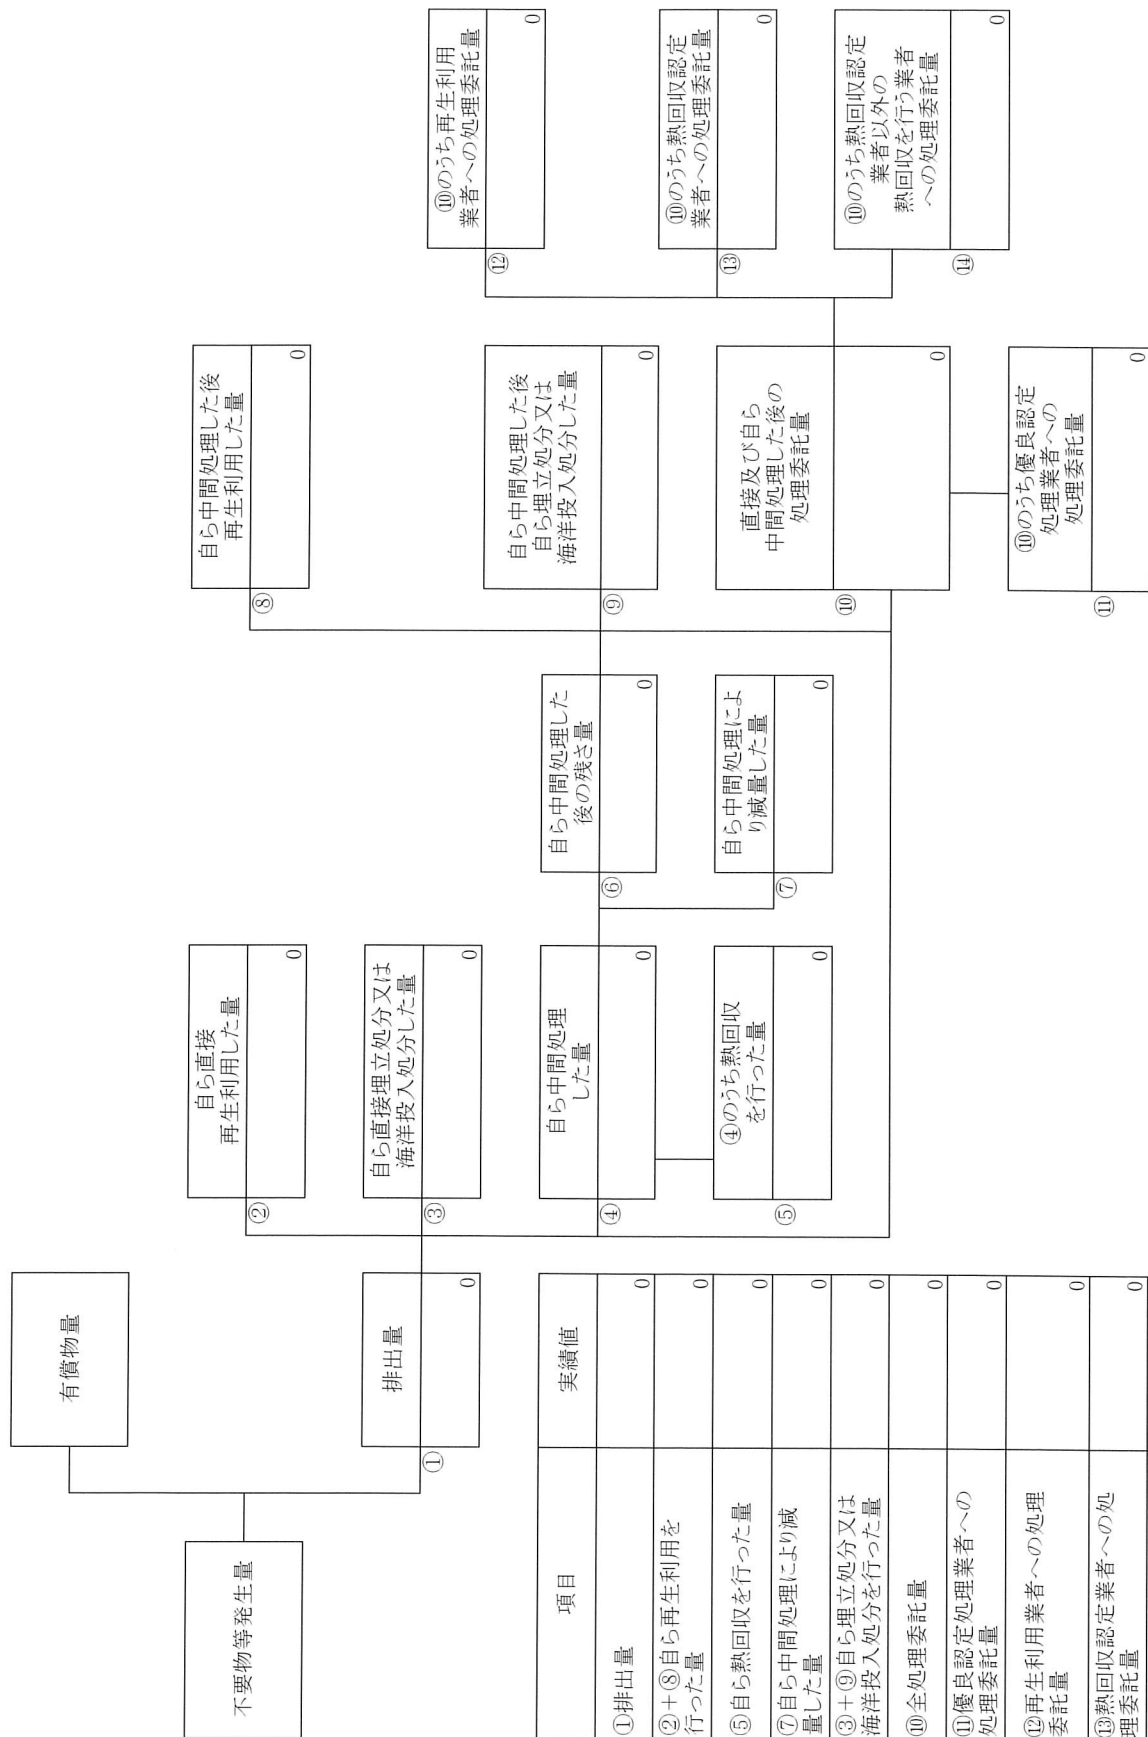 不要物等発生量
有償物量
①
排出量
0
②
自ら直接
再生利用した量
0
③
自ら直接埋立処分又は
海洋投入処分した量
0
④
自ら中間処理
した量
0
⑤
④のうち熱回収
を行った量
0
⑥
自ら中間処理した
後の残さ量
0
⑦
自ら中間処理によ
り減量した量
0
⑧
自ら中間処理した後
再生利用した量
0
⑨
自ら中間処理した後
自ら埋立処分又は
海洋投入処分した量
0
⑩
直接及び自ら
中間処理した後の
処理委託量
0
⑪
⑩のうち優良認定
処理業者への
処理委託量
0
⑫
⑩のうち再生利用
業者への処理委託量
0
⑬
⑩のうち熱回収認定
業者への処理委託量
0
⑭
⑩のうち熱回収認定
業者以外の
熱回収を行う業者
への処理委託量
0
項目 実績値
①排出量 0
②+⑧自ら再生利用を
行った量 0
⑤自ら熱回収を行った量 0
⑦自ら中間処理により減
量した量 0
③+⑨自ら埋立処分又は
海洋投入処分を行った量 0
⑩全処理委託量 0
⑪優良認定処理業者への
処理委託量 0
⑫再生利用業者への処理
委託量 0
⑬熱回収認定業者への処
理委託量 0